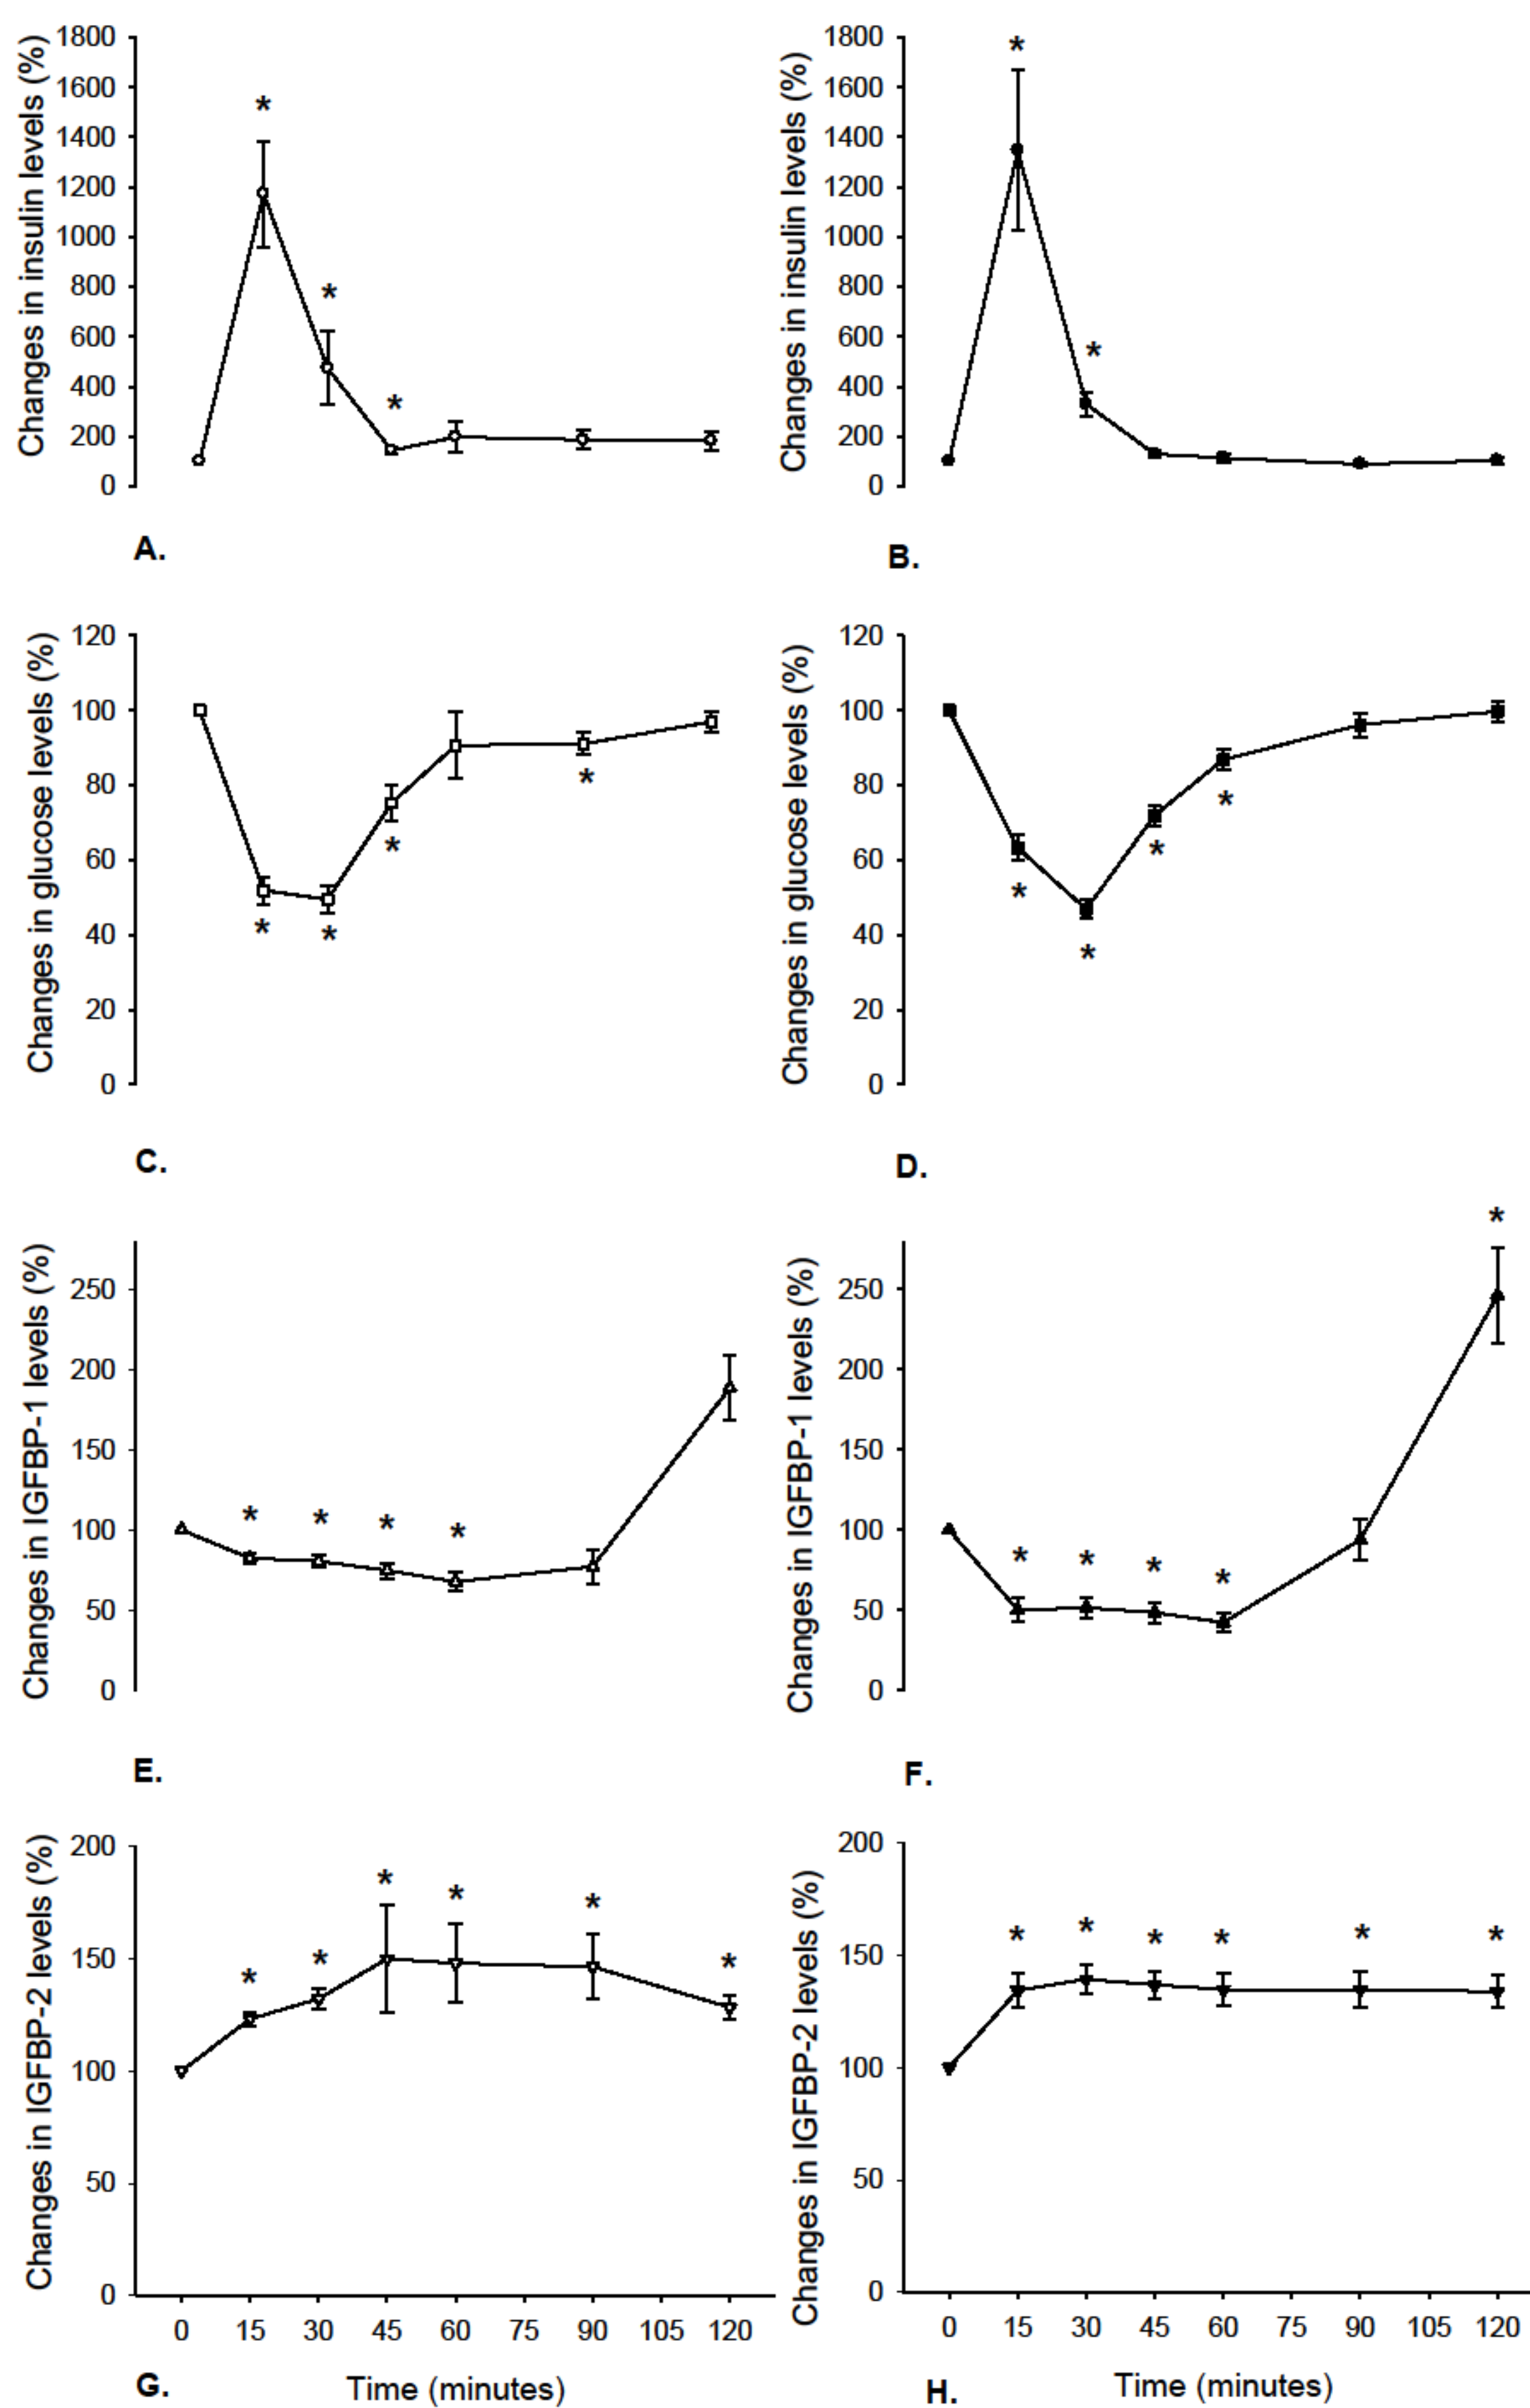 Changes in insulin levels (%)
1800
1600
1400
1200
1000
800
600
400
200
0
*
*
*
A.
Changes in insulin levels (%)
1800
1600
1400
1200
1000
800
600
400
200
0
*
*
B.
Changes in glucose levels (%)
120
100
80
60
40
20
0
*
*
*
*
C.
Changes in glucose levels (%)
120
100
80
60
40
20
0
*
*
*
*
D.
Changes in IGFBP-1 levels (%)
250
200
150
100
50
0
* * * *
E.
Changes in IGFBP-1 levels (%)
250
200
150
100
50
0
* * * * *
F.
Changes in IGFBP-2 levels (%)
200
150
100
50
0
* * * * * *
0 15 30 45 60 75 90 105 120
G.
Time (minutes)
Changes in IGFBP-2 levels (%)
200
150
100
50
0
* * * * * *
0 15 30 45 60 75 90 105 120
H.
Time (minutes)